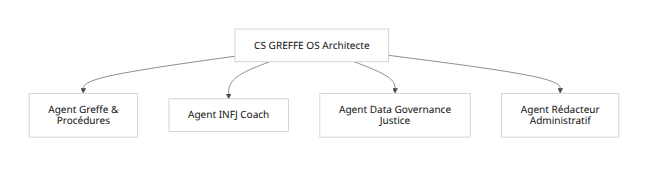 CS GREFFE OS Architecte
Agent Greffe &
Procédures
Agent INFJ Coach
Agent Data Governance
Justice
Agent Rédacteur
Administratif